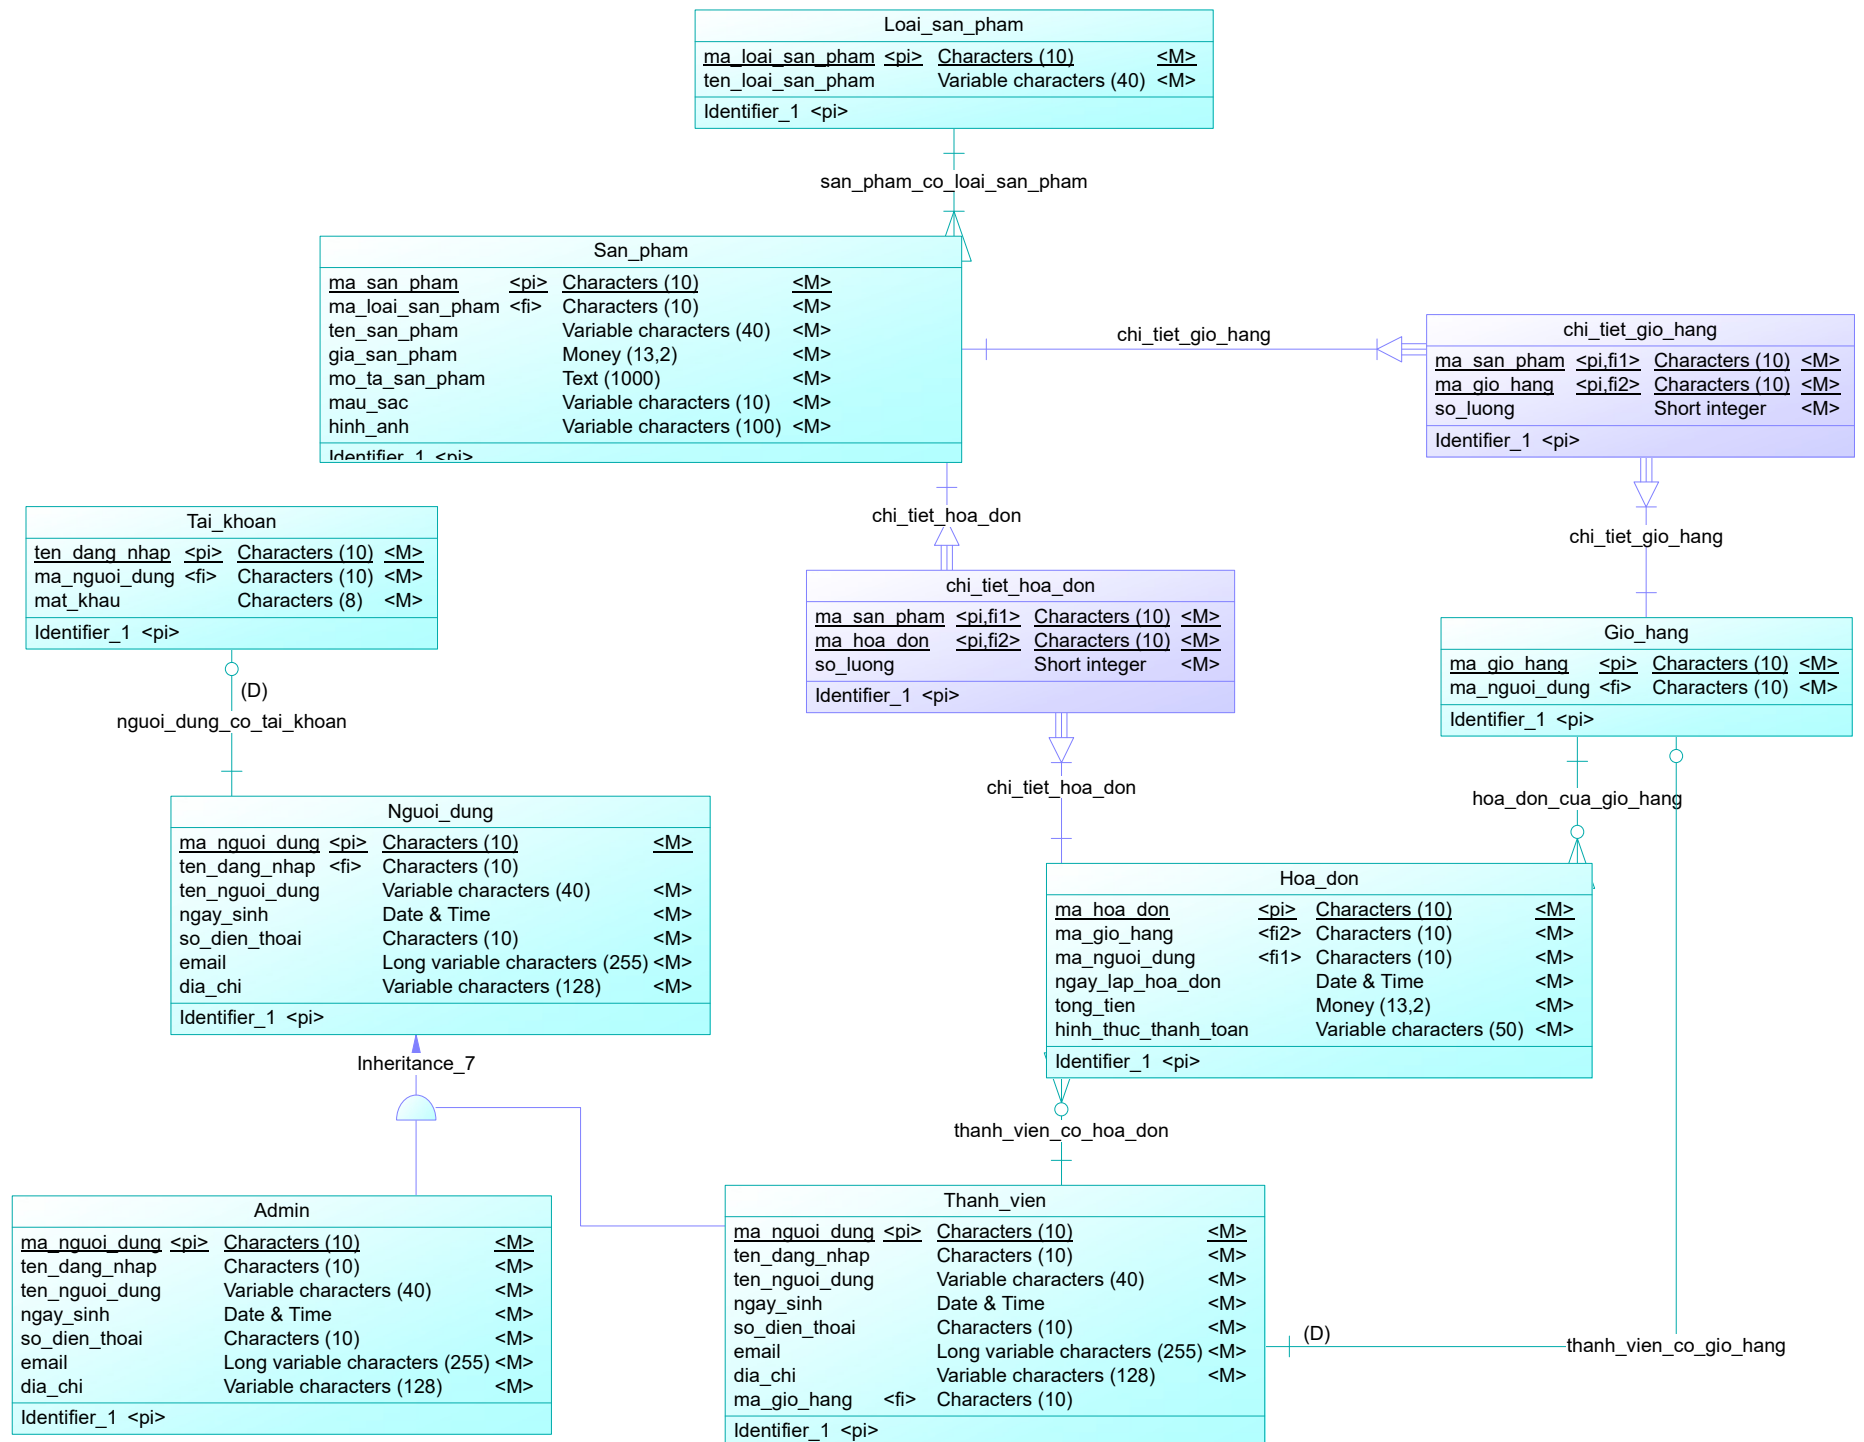 Loai_san_pham
ma_loai_san_pham <pi> Characters (10) <M>
ten_loai_san_pham Variable characters (40) <M>
Identifier_1 <pi>
san_pham_co_loai_san_pham
San_pham
ma_san_pham <pi> Characters (10) <M>
ma_loai_san_pham <fi> Characters (10) <M>
ten_san_pham Variable characters (40) <M>
gia_san_pham Money (13,2) <M>
mo_ta_san_pham Text (1000) <M>
mau_sac Variable characters (10) <M>
hinh_anh Variable characters (100) <M>
Identifier_1 <pi>
chi_tiet_gio_hang
chi_tiet_gio_hang
ma_san_pham <pi,fi1> Characters (10) <M>
ma_gio_hang <pi,fi2> Characters (10) <M>
so_luong Short integer <M>
Identifier_1 <pi>
chi_tiet_gio_hang
Tai_khoan
ten_dang_nhap <pi> Characters (10) <M>
ma_nguoi_dung <fi> Characters (10) <M>
mat_khau Characters (8) <M>
Identifier_1 <pi>
(D)
nguoi_dung_co_tai_khoan
chi_tiet_hoa_don
chi_tiet_hoa_don
ma_san_pham <pi,fi1> Characters (10) <M>
ma_hoa_don <pi,fi2> Characters (10) <M>
so_luong Short integer <M>
Identifier_1 <pi>
chi_tiet_hoa_don
Gio_hang
ma_gio_hang <pi> Characters (10) <M>
ma_nguoi_dung <fi> Characters (10) <M>
Identifier_1 <pi>
hoa_don_cua_gio_hang
Nguoi_dung
ma_nguoi_dung <pi> Characters (10) <M>
ten_dang_nhap <fi> Characters (10)
ten_nguoi_dung Variable characters (40) <M>
ngay_sinh Date & Time <M>
so_dien_thoai Characters (10) <M>
email Long variable characters (255) <M>
dia_chi Variable characters (128) <M>
Identifier_1 <pi>
Inheritance_7
Hoa_don
ma_hoa_don <pi> Characters (10) <M>
ma_gio_hang <fi2> Characters (10) <M>
ma_nguoi_dung <fi1> Characters (10) <M>
ngay_lap_hoa_don Date & Time <M>
tong_tien Money (13,2) <M>
hinh_thuc_thanh_toan Variable characters (50) <M>
Identifier_1 <pi>
thanh_vien_co_hoa_don
Admin
ma_nguoi_dung <pi> Characters (10) <M>
ten_dang_nhap Characters (10) <M>
ten_nguoi_dung Variable characters (40) <M>
ngay_sinh Date & Time <M>
so_dien_thoai Characters (10) <M>
email Long variable characters (255) <M>
dia_chi Variable characters (128) <M>
Identifier_1 <pi>
Thanh_vien
ma_nguoi_dung <pi> Characters (10) <M>
ten_dang_nhap Characters (10) <M>
ten_nguoi_dung Variable characters (40) <M>
ngay_sinh Date & Time <M>
so_dien_thoai Characters (10) <M>
email Long variable characters (255) <M>
dia_chi Variable characters (128) <M>
ma_gio_hang <fi> Characters (10)
Identifier_1 <pi>
(D)
thanh_vien_co_gio_hang